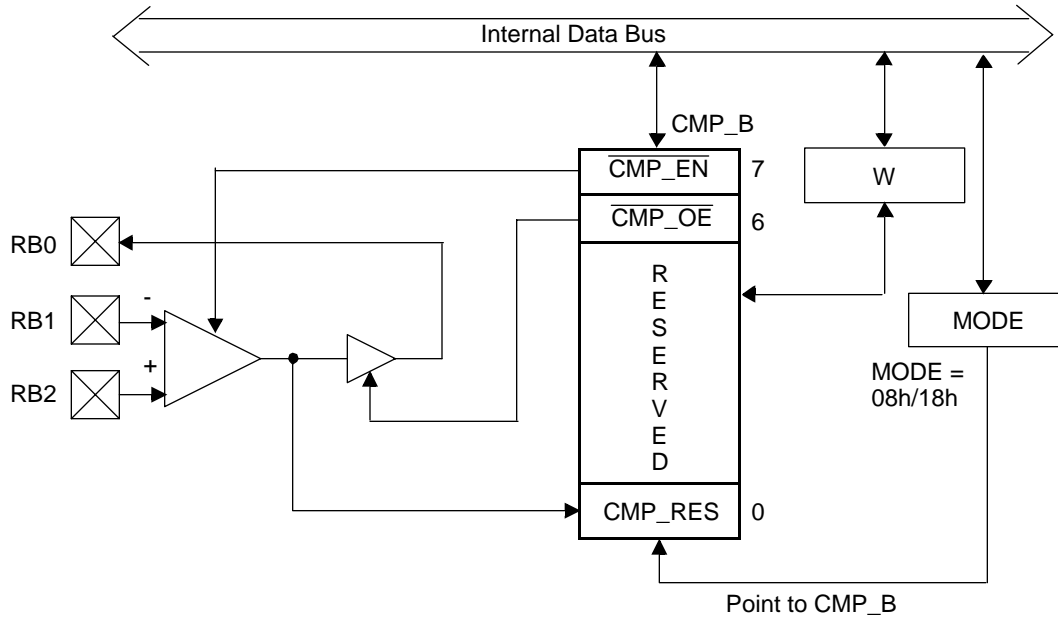 Internal Data Bus
CMP_B
CMP_EN 7
W
CMP_OE 6
RB0
RESERVED
RB1 -
MODE
+
RB2
MODE =
08h/18h
CMP_RES 0
Point to CMP_B